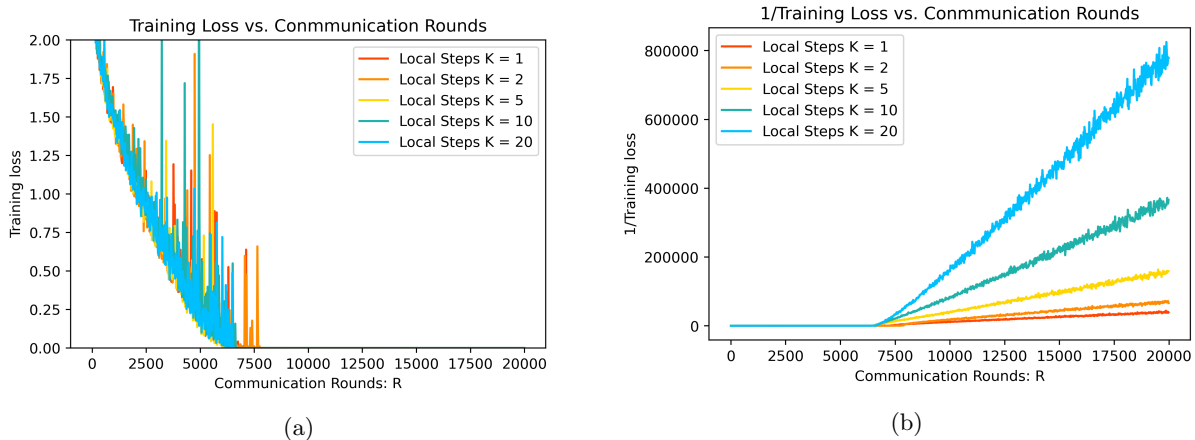 Training Loss vs. Conmmunication Rounds
2.00
1.75
1.50
1.25
1.00
0.75
0.50
0.25
0.00
Training loss
Local Steps K = 1
Local Steps K = 2
Local Steps K = 5
Local Steps K = 10
Local Steps K = 20
0 2500 5000 7500 10000 12500 15000 17500 20000
Communication Rounds: R
(a)
1/Training Loss vs. Conmmunication Rounds
800000
600000
400000
200000
0
1/Training loss
Local Steps K = 1
Local Steps K = 2
Local Steps K = 5
Local Steps K = 10
Local Steps K = 20
0 2500 5000 7500 10000 12500 15000 17500 20000
Communication Rounds: R
(b)